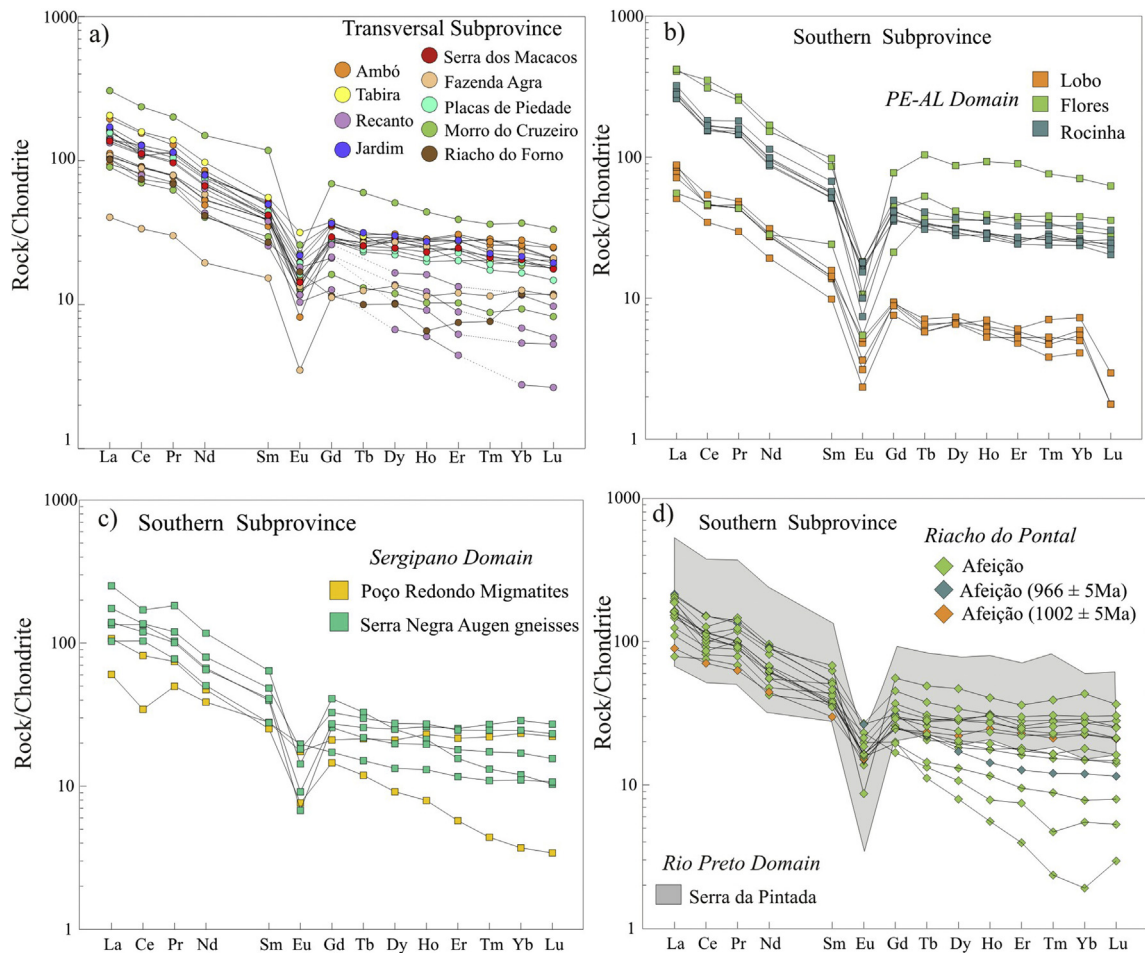 a)
Transversal Subprovince
Ambó
Tabira
Recanto
Jardim
Serra dos Macacos
Fazenda Agra
Placas de Piedade
Morro do Cruzeiro
Riacho do Forno
Rock/Chondrite
1000
100
10
1
La Ce Pr Nd Sm Eu Gd Tb Dy Ho Er Tm Yb Lu
b)
Southern Subprovince
PE-AL Domain
Lobo
Flores
Rocinha
Rock/Chondrite
1000
100
10
1
La Ce Pr Nd Sm Eu Gd Tb Dy Ho Er Tm Yb Lu
c)
Southern Subprovince
Sergipano Domain
Poço Redondo Migmatites
Serra Negra Augen gneisses
Rock/Chondrite
1000
100
10
1
La Ce Pr Nd Sm Eu Gd Tb Dy Ho Er Tm Yb Lu
d)
Southern Subprovince
Riacho do Pontal
Afeição
Afeição (966 ± 5Ma)
Afeição (1002 ± 5Ma)
Rio Preto Domain
Serra da Pintada
Rock/Chondrite
1000
100
10
1
La Ce Pr Nd Sm Eu Gd Tb Dy Ho Er Tm Yb Lu